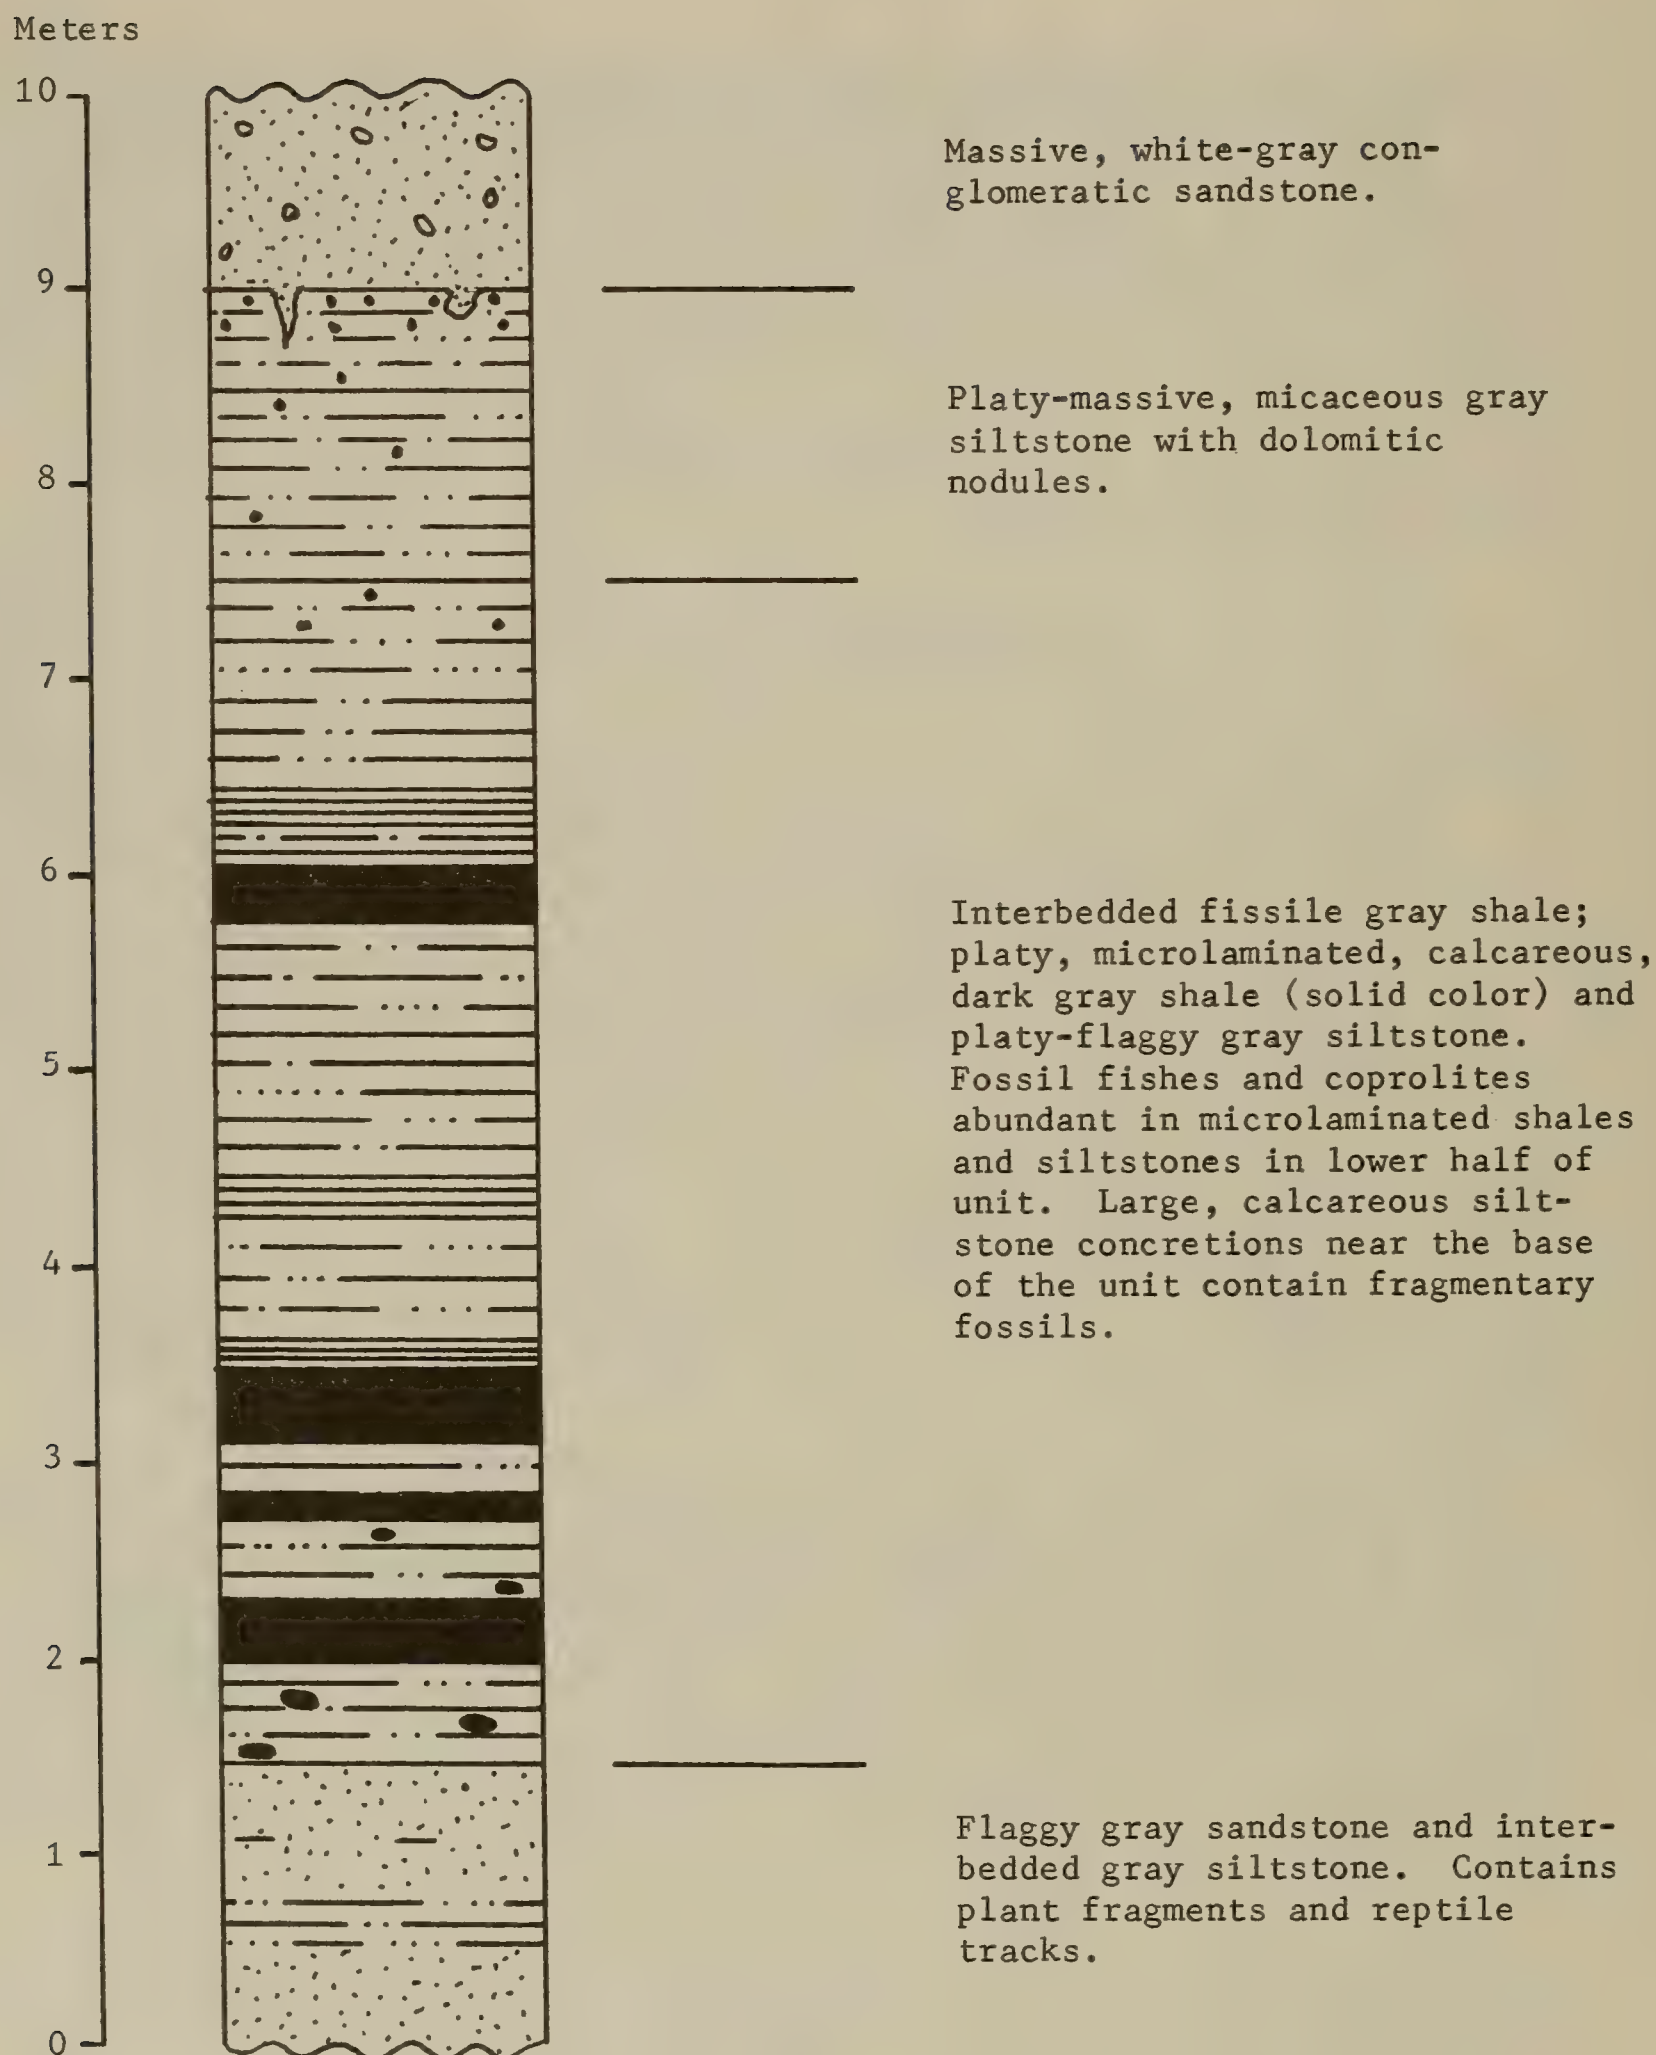 Meters
10
Massive, white-gray con-
glomeratic sandstone.
9
Platy-massive, micaceous gray
siltstone with dolomitic
nodules.
8
7
6
Interbedded fissile gray shale;
platy, microlaminated, calcareous,
dark gray shale (solid color) and
platy-flaggy gray siltstone.
Fossil fishes and coprolites
abundant in microlaminated shales
and siltstones in lower half of
unit. Large, calcareous silt-
stone concretions near the base
of the unit contain fragmentary
fossils.
5
4
3
2
1
Flaggy gray sandstone and inter-
bedded gray siltstone. Contains
plant fragments and reptile
tracks.
0